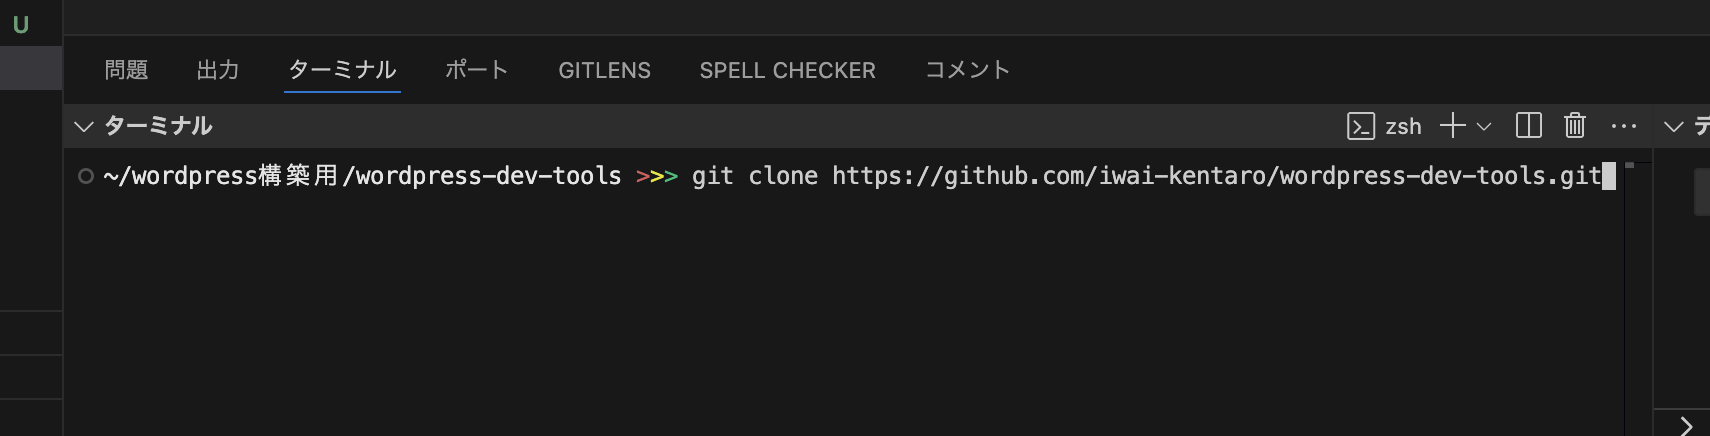 U
問題 出力 ターミナル ポート GITLENS SPELL CHECKER コメント
ターミナル zsh
~/wordpress構築用/wordpress-dev-tools >>> git clone https://github.com/iwai-kentaro/wordpress-dev-tools.git